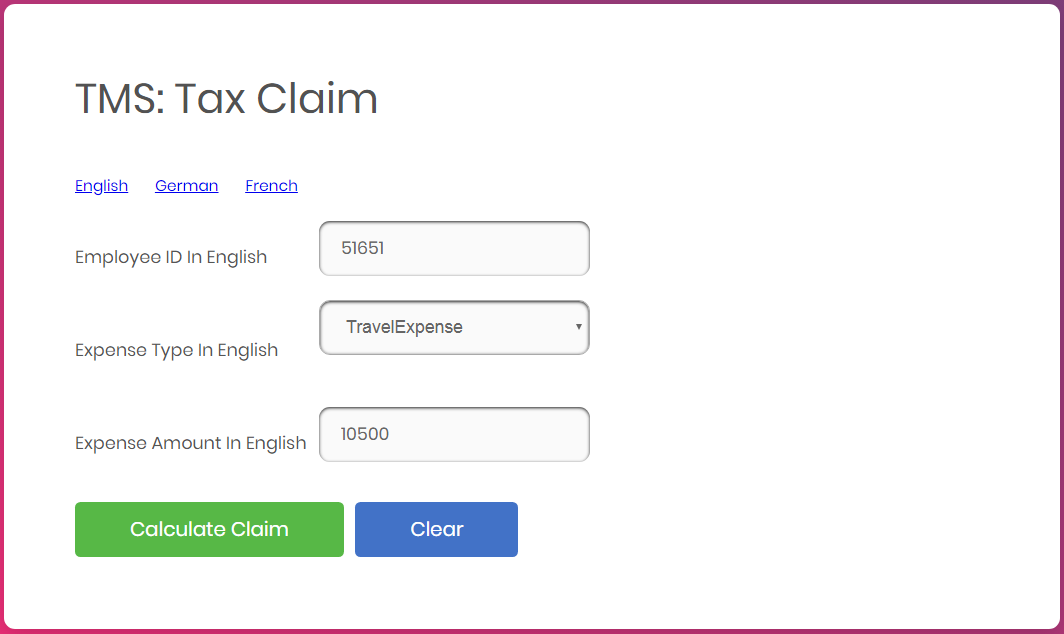 TMS: Tax Claim
English German French
Employee ID In English 51651
Expense Type In English TravelExpense
Expense Amount In English 10500
Calculate Claim Clear